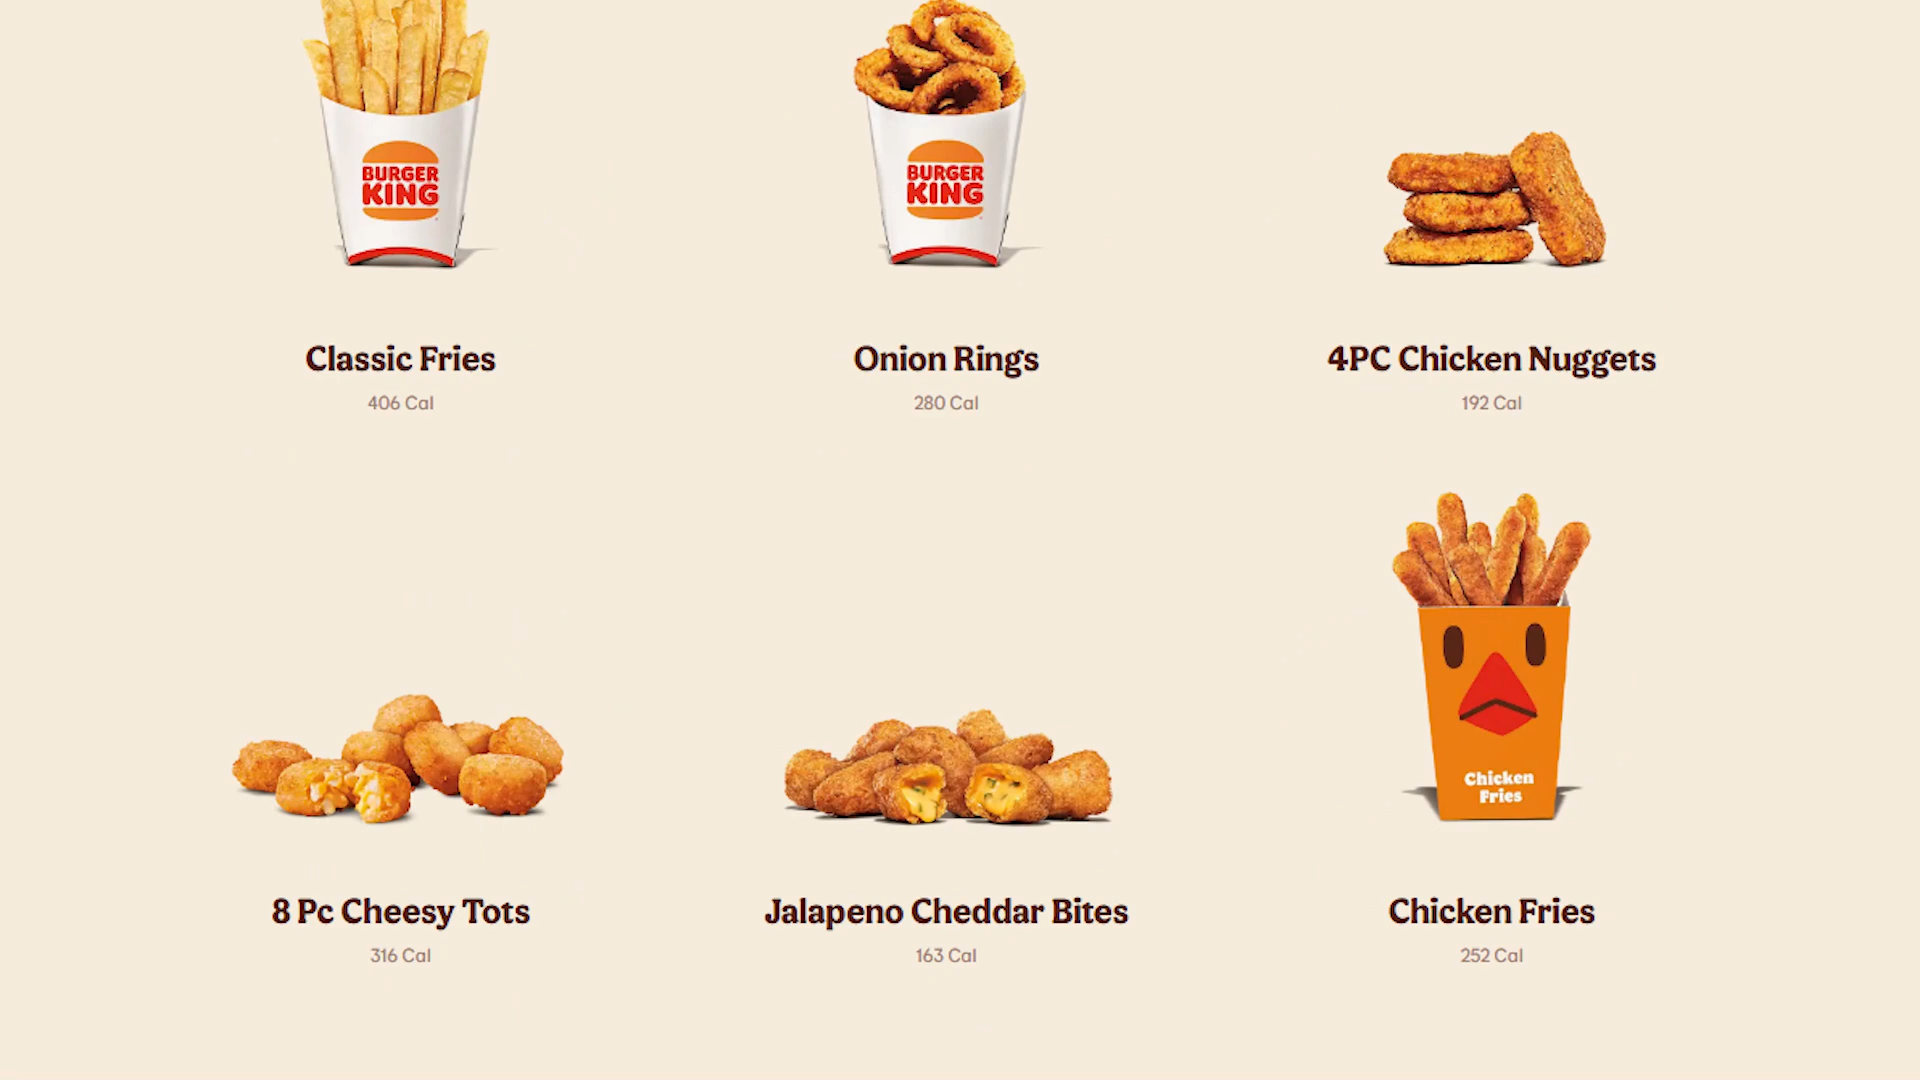 BURGER
KING
BURGER
KING
Classic Fries
Onion Rings
4PC Chicken Nuggets
406 Cal
280 Cal
192 Cal
Chicken
Fries
8 Pc Cheesy Tots
Jalapeno Cheddar Bites
Chicken Fries
316 Cal
163 Cal
252 Cal